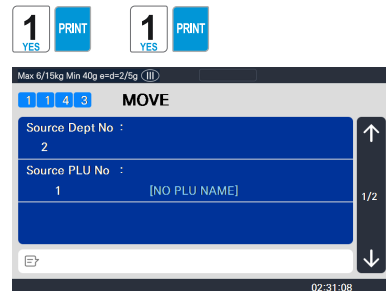 1 YES PRINT 1 YES PRINT
Max 6/15kg Min 40g e=d=2/5g III
1 1 4 3 MOVE
Source Dept No :
2
Source PLU No :
1 [NO PLU NAME]
1/2
02:31:08